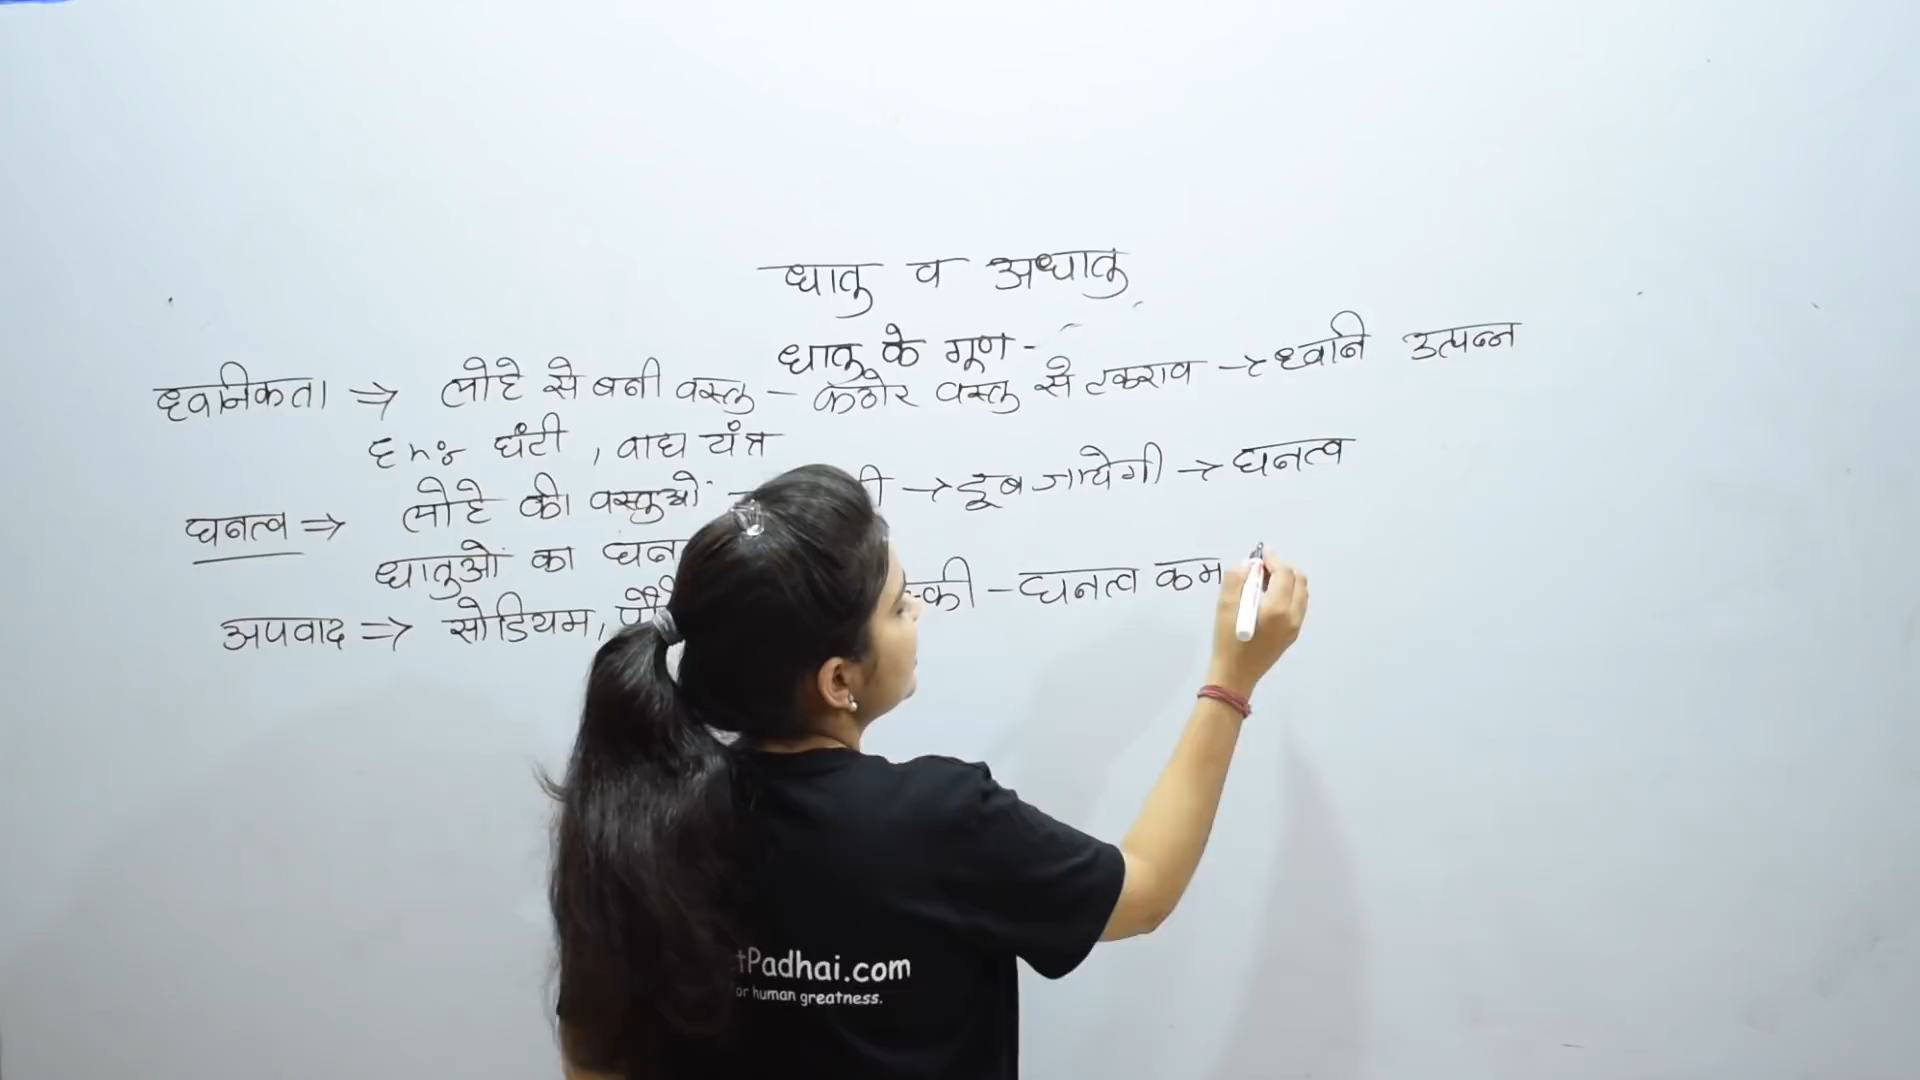 धातु व अधातु
धातु के गूण -
ध्वनिकता ⇒ लोहे से बनी वस्तु - कठोर वस्तु से टकराव → ध्वनि उत्पन्न
Ex:- घंटी , वाद्य यंत्र
घनत्व ⇒ लोहे की वस्तुओं → डूब जायेगी → घनत्व
धातुओं का
अपवाद ⇒ सोडियम, - घनत्व कम
tPadhai.com
or human greatness.